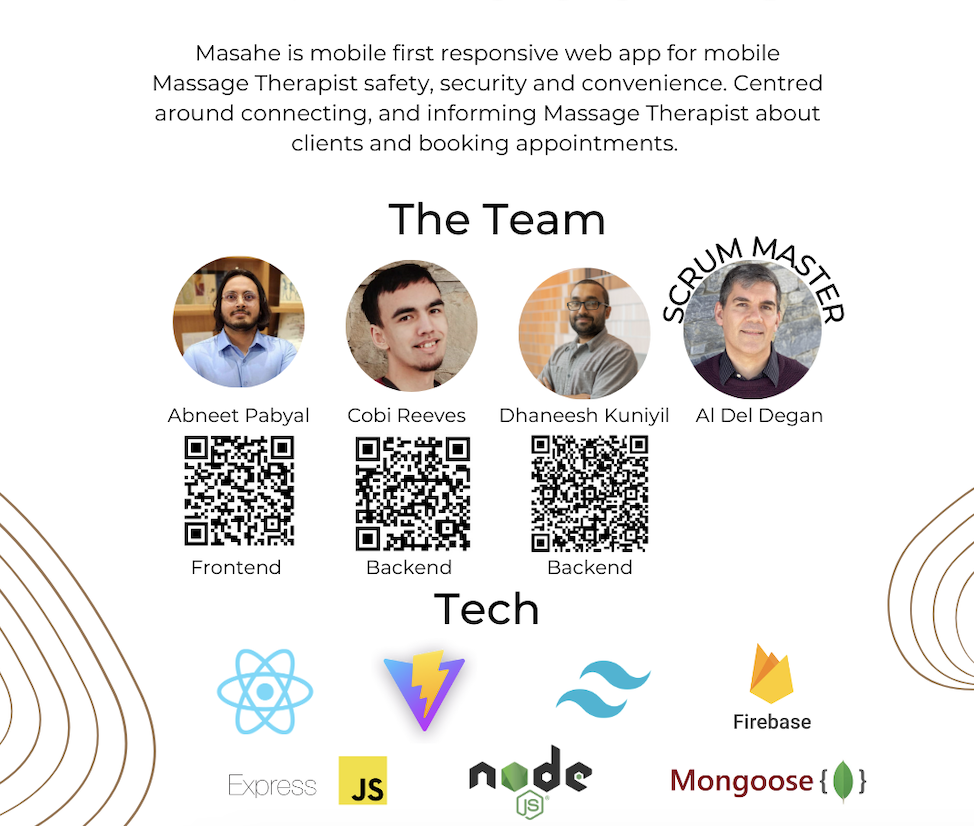 Masahe is mobile first responsive web app for mobile
Massage Therapist safety, security and convenience. Centred
around connecting, and informing Massage Therapist about
clients and booking appointments.
The Team
SCRUM MASTER
Abneet Pabyal
Cobi Reeves
Dhaneesh Kuniyil
Al Del Degan
Frontend
Backend
Backend
Tech
Firebase
Express
JS
node
JS
Mongoose { }